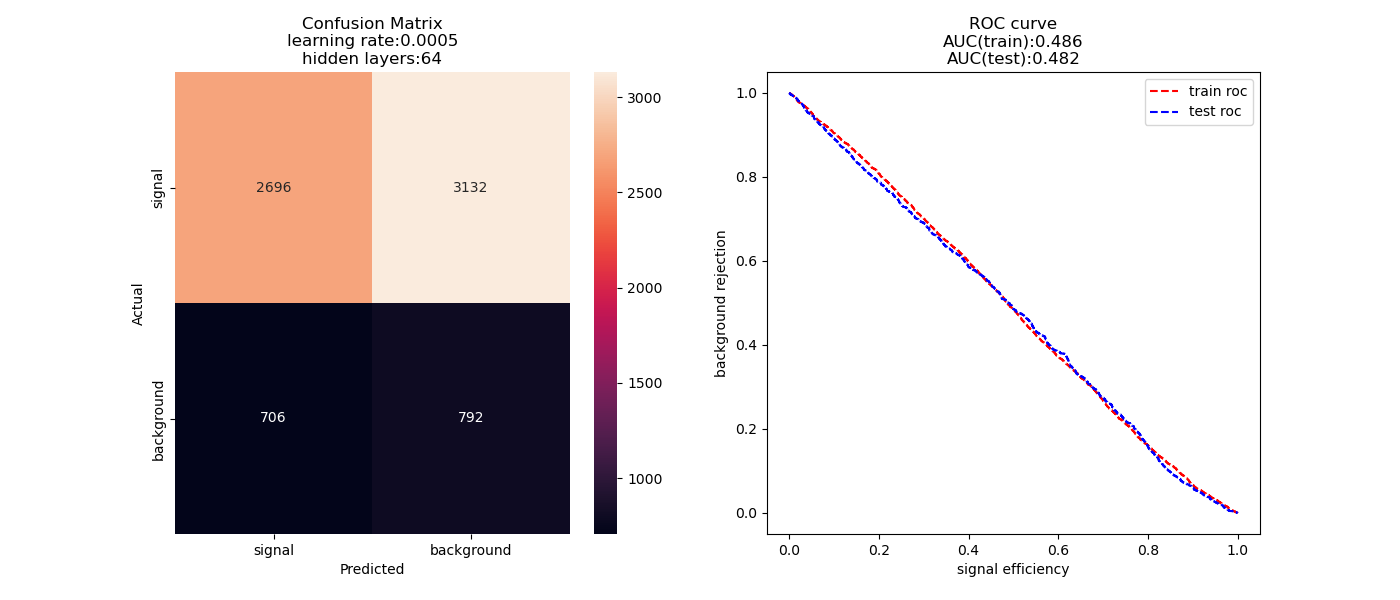 Confusion Matrix
learning rate:0.0005
hidden layers:64
signal
background
Actual
2696
3132
706
792
signal
background
Predicted
3000
2500
2000
1500
1000
ROC curve
AUC(train):0.486
AUC(test):0.482
train roc
test roc
background rejection
1.0
0.8
0.6
0.4
0.2
0.0
0.0
0.2
0.4
0.6
0.8
1.0
signal efficiency